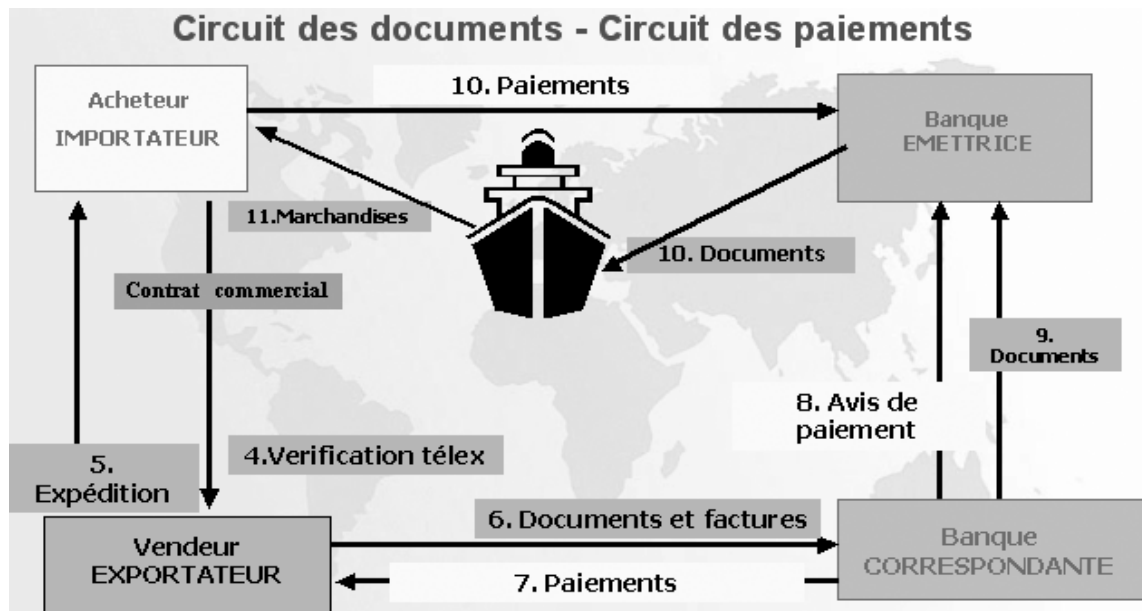 Circuit des documents - Circuit des paiements
Acheteur
IMPORTATEUR
10. Paiements
Banque
EMETTRICE
11.Marchandises
10. Documents
Contrat commercial
9.
Documents
8. Avis de
paiement
4.Verification télex
5.
Expédition
6. Documents et factures
Vendeur
EXPORTATEUR
7. Paiements
Banque
CORRESPONDANTE